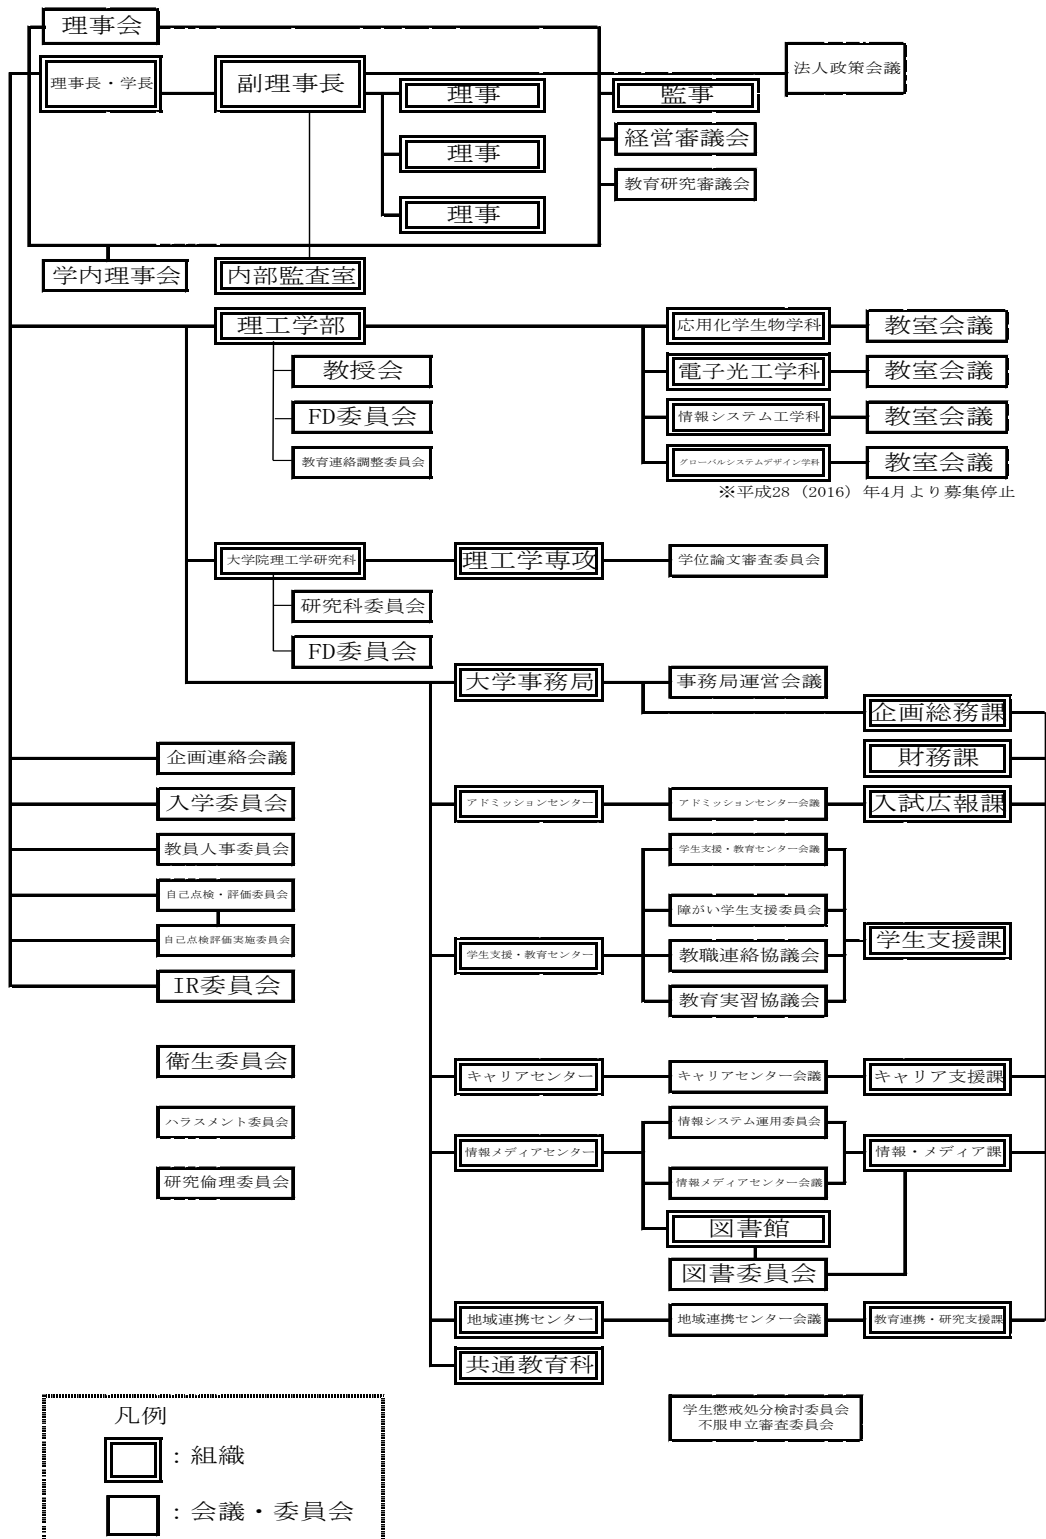 理事会
理事長・学長
副理事長
法人政策会議
理事
監事
経営審議会
理事
教育研究審議会
理事
学内理事会
内部監査室
理工学部
応用化学生物学科
教室会議
教授会
電子光工学科
教室会議
FD委員会
情報システム工学科
教室会議
教育連絡調整委員会
グローバルシステムデザイン学科
教室会議
※平成28（2016）年4月より募集停止
大学院理工学研究科
理工学専攻
学位論文審査委員会
研究科委員会
FD委員会
大学事務局
事務局運営会議
企画総務課
企画連絡会議
財務課
入学委員会
アドミッションセンター
アドミッションセンター会議
入試広報課
教員人事委員会
学生支援・教育センター会議
自己点検・評価委員会
障がい学生支援委員会
自己点検評価実施委員会
学生支援・教育センター
教職連絡協議会
学生支援課
IR委員会
教育実習協議会
衛生委員会
キャリアセンター
キャリアセンター会議
キャリア支援課
ハラスメント委員会
情報システム運用委員会
情報メディアセンター
情報・メディア課
研究倫理委員会
情報メディアセンター会議
図書館
図書委員会
地域連携センター
地域連携センター会議
教育連携・研究支援課
共通教育科
学生懲戒処分検討委員会
不服申立審査委員会
凡例
：組織
：会議・委員会